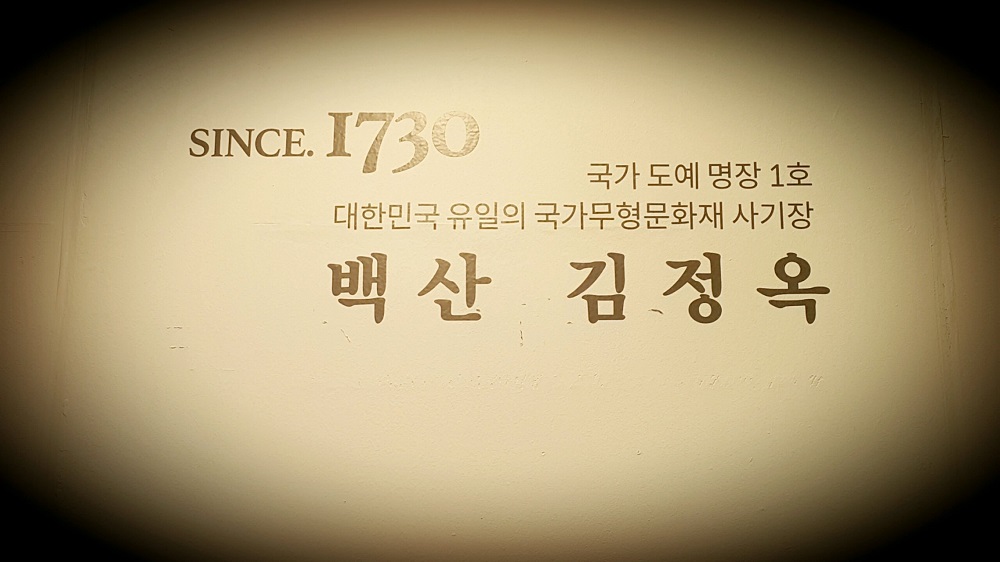 SINCE. 1730
국가 도예 명장 1호
대한민국 유일의 국가무형문화재 사기장
백산 김정옥